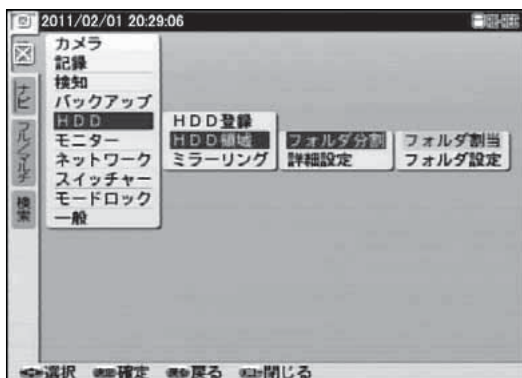 2011/02/01 20:29:06
カメラ
記録
検知
バックアップ
ＨＤＤ
モニター
ネットワーク
スイッチャー
モードロック
一般
ＨＤＤ登録
ＨＤＤ領域
ミラーリング
フォルダ分割
詳細設定
フォルダ割当
フォルダ設定
ナビ
フル/マルチ
検索
選択 確定 戻る 閉じる